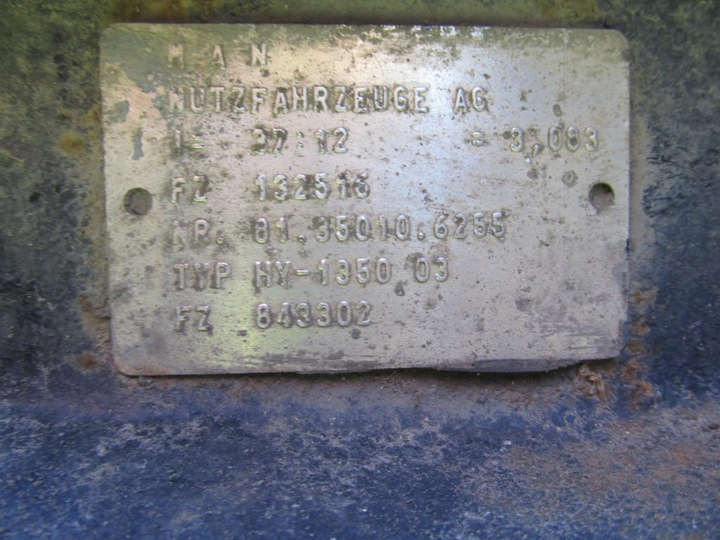 M A N
NUTZFAHRZEUGE AG
I= 37:12 = 3,083
FZ 132516
NR. 81.35010.6255
TYP HY-1350 03
FZ 843302